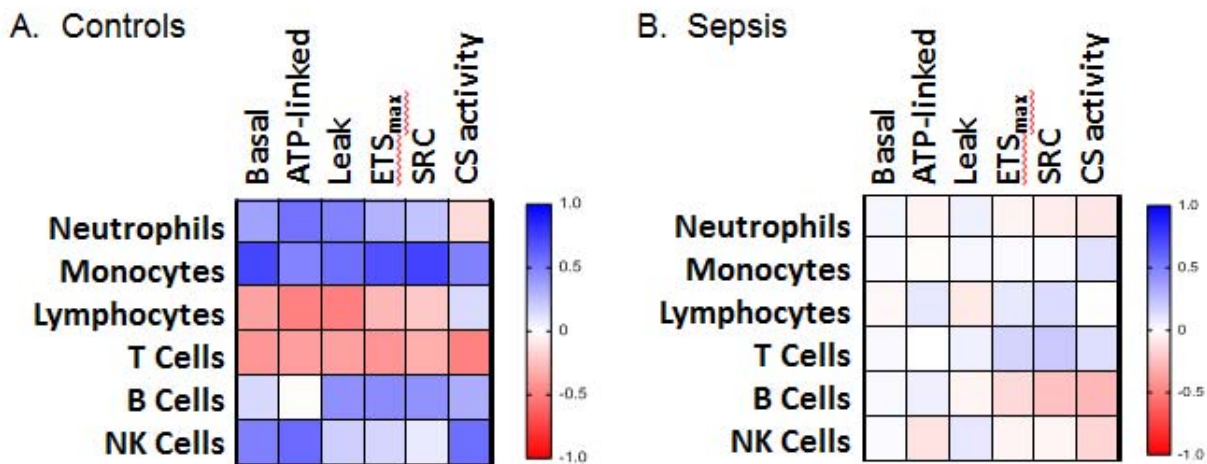 A. Controls
Basal
ATP-linked
Leak
ETSmax
SRC
CS activity
Neutrophils
Monocytes
Lymphocytes
T Cells
B Cells
NK Cells
1.0
0.5
0
-0.5
-1.0
B. Sepsis
Basal
ATP-linked
Leak
ETSmax
SRC
CS activity
Neutrophils
Monocytes
Lymphocytes
T Cells
B Cells
NK Cells
1.0
0.5
0
-0.5
-1.0